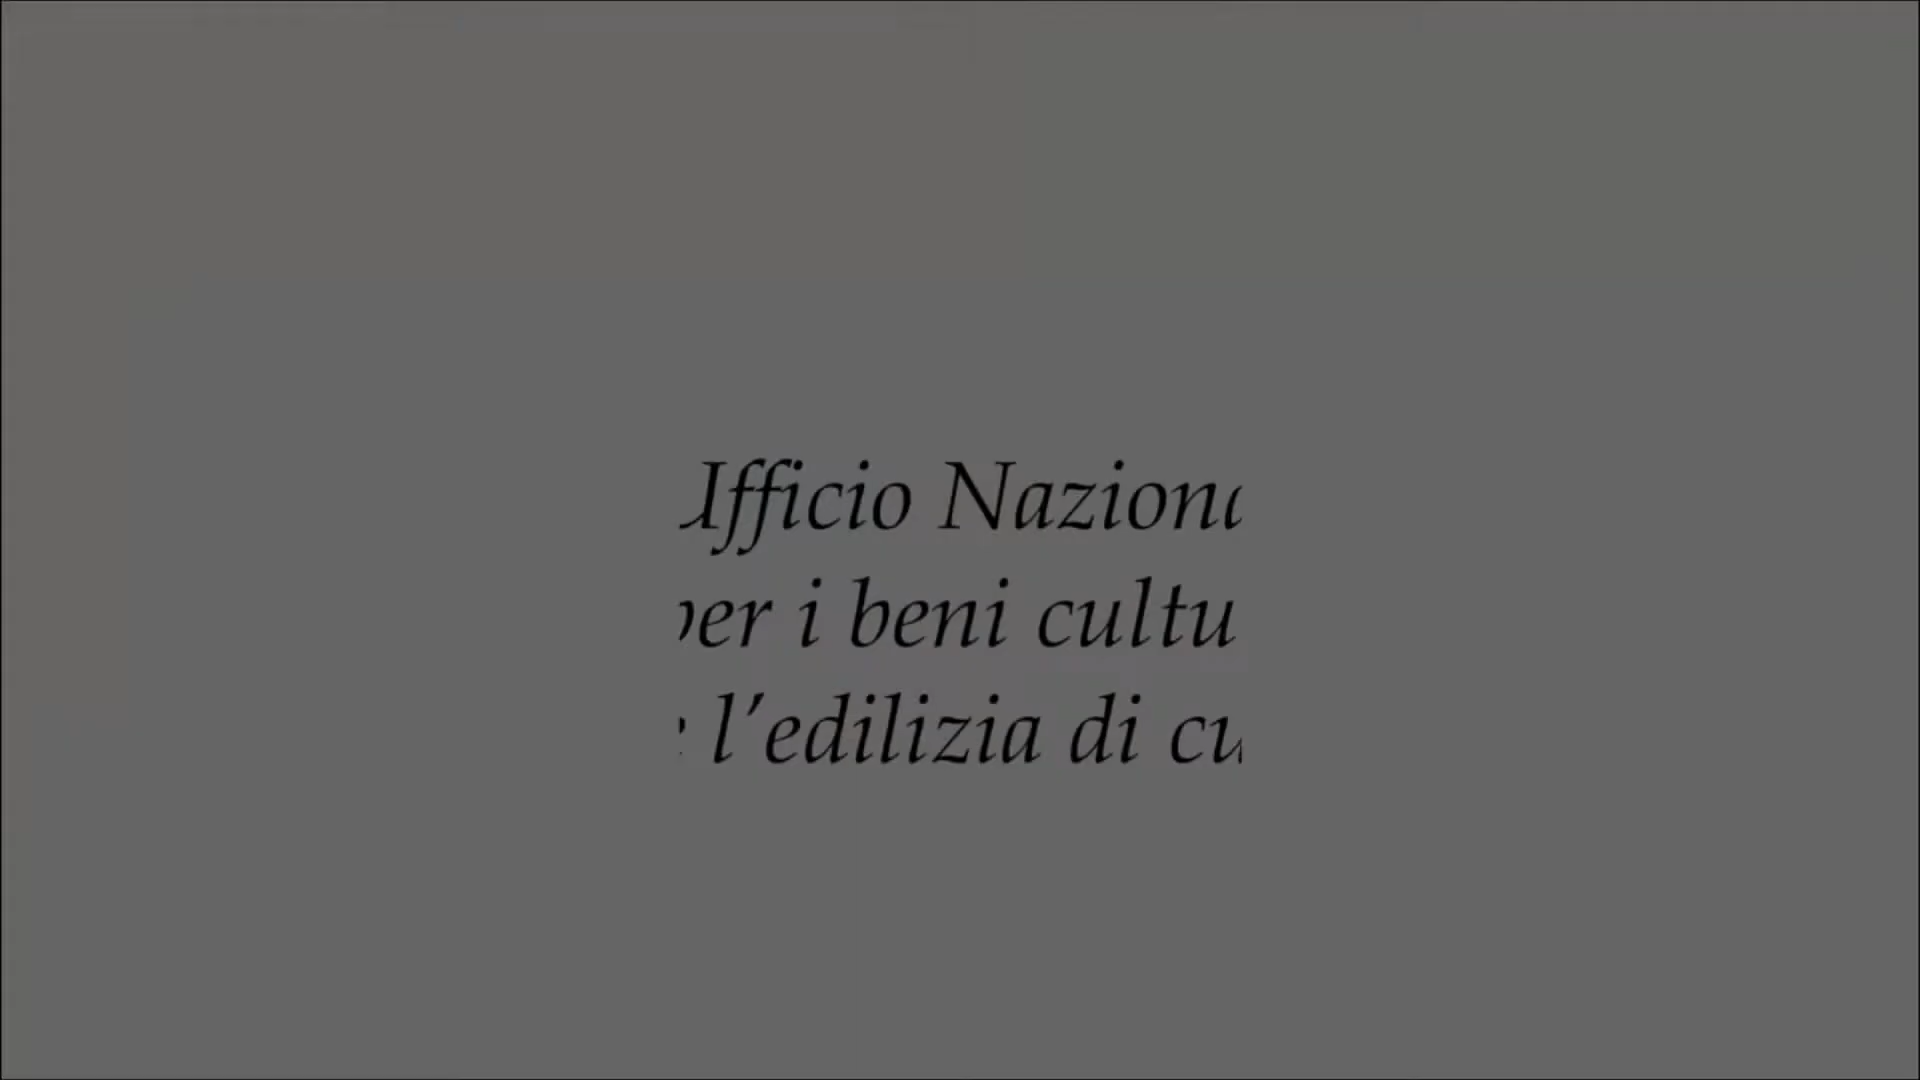 Ufficio Naziona
per i beni cultu
e l'edilizia di cu